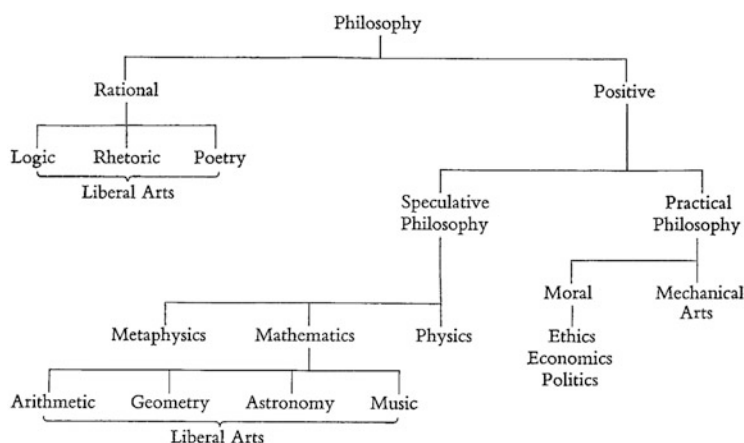 Philosophy
Rational Positive
Logic Rhetoric Poetry
Liberal Arts
Speculative Practical
Philosophy Philosophy
Moral Mechanical
Arts
Metaphysics Mathematics Physics
Ethics
Economics
Politics
Arithmetic Geometry Astronomy Music
Liberal Arts